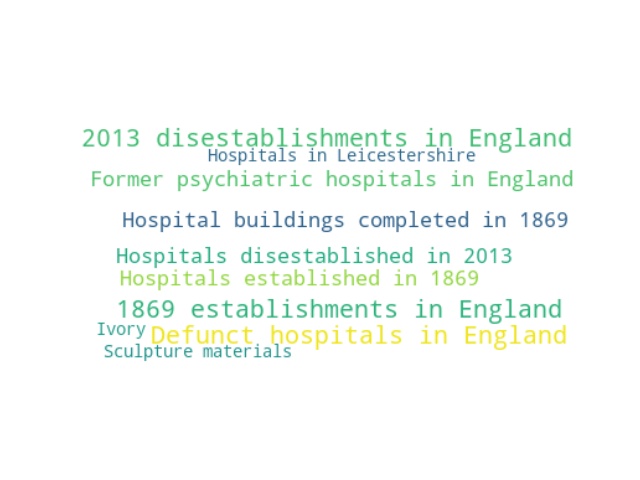 2013 disestablishments in England
Hospitals in Leicestershire
Former psychiatric hospitals in England
Hospital buildings completed in 1869
Hospitals disestablished in 2013
Hospitals established in 1869
1869 establishments in England
Ivory
Defunct hospitals in England
Sculpture materials